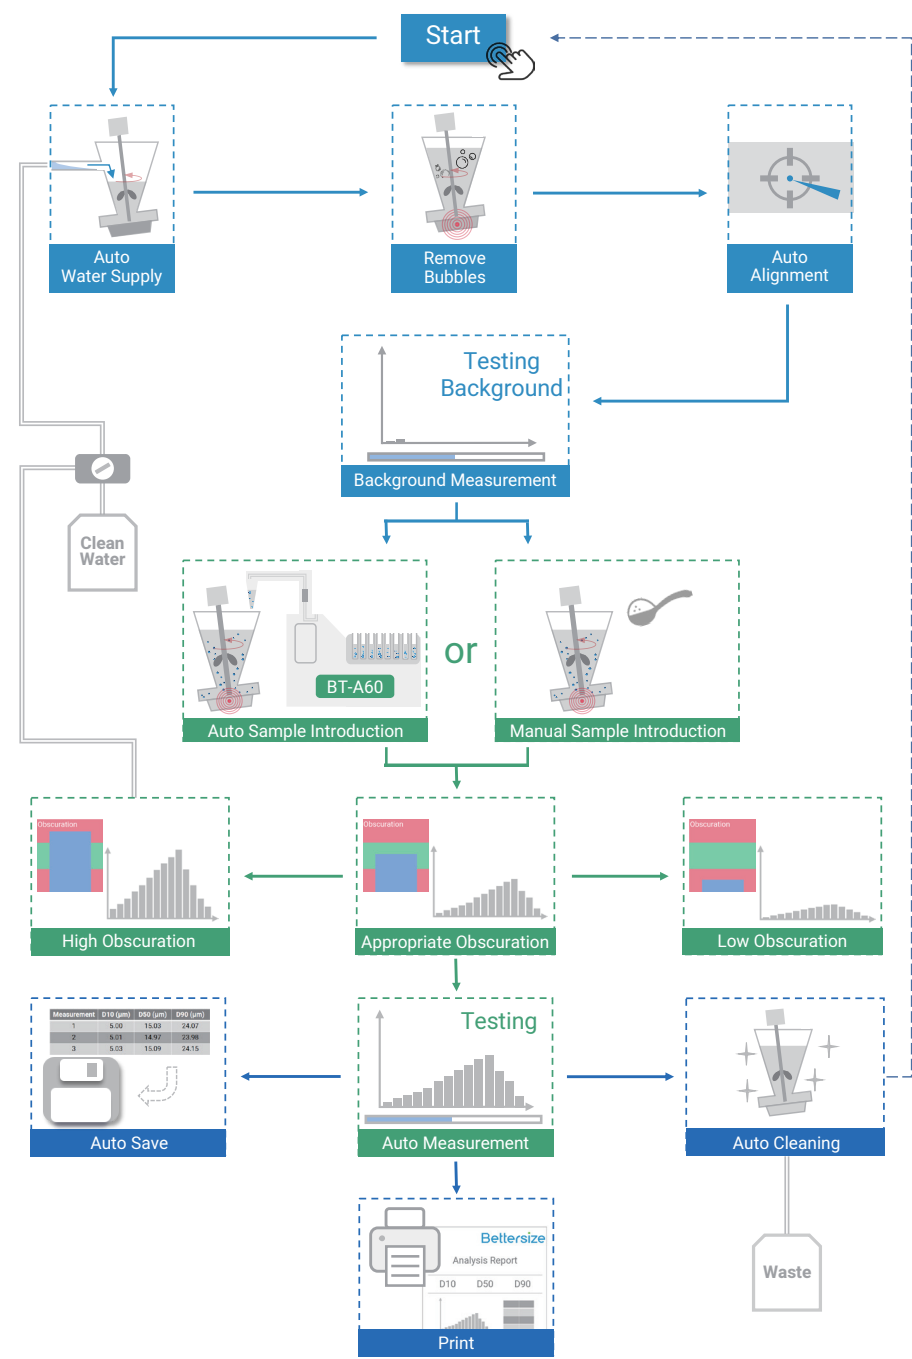 Start
Auto
Water Supply
Remove
Bubbles
Auto
Alignment
Testing
Background
Background Measurement
Clean
Water
BT-A60
or
Auto Sample Introduction
Manual Sample Introduction
Obscuration
High Obscuration
Obscuration
Appropriate Obscuration
Obscuration
Low Obscuration
Measurement D10 (μm) D50 (μm) D90 (μm)
1 5.00 15.03 24.07
2 5.01 14.97 23.98
3 5.03 15.09 24.15
Auto Save
Testing
Auto Measurement
Auto Cleaning
Waste
Bettersize
Analysis Report
D10 D50 D90
Print